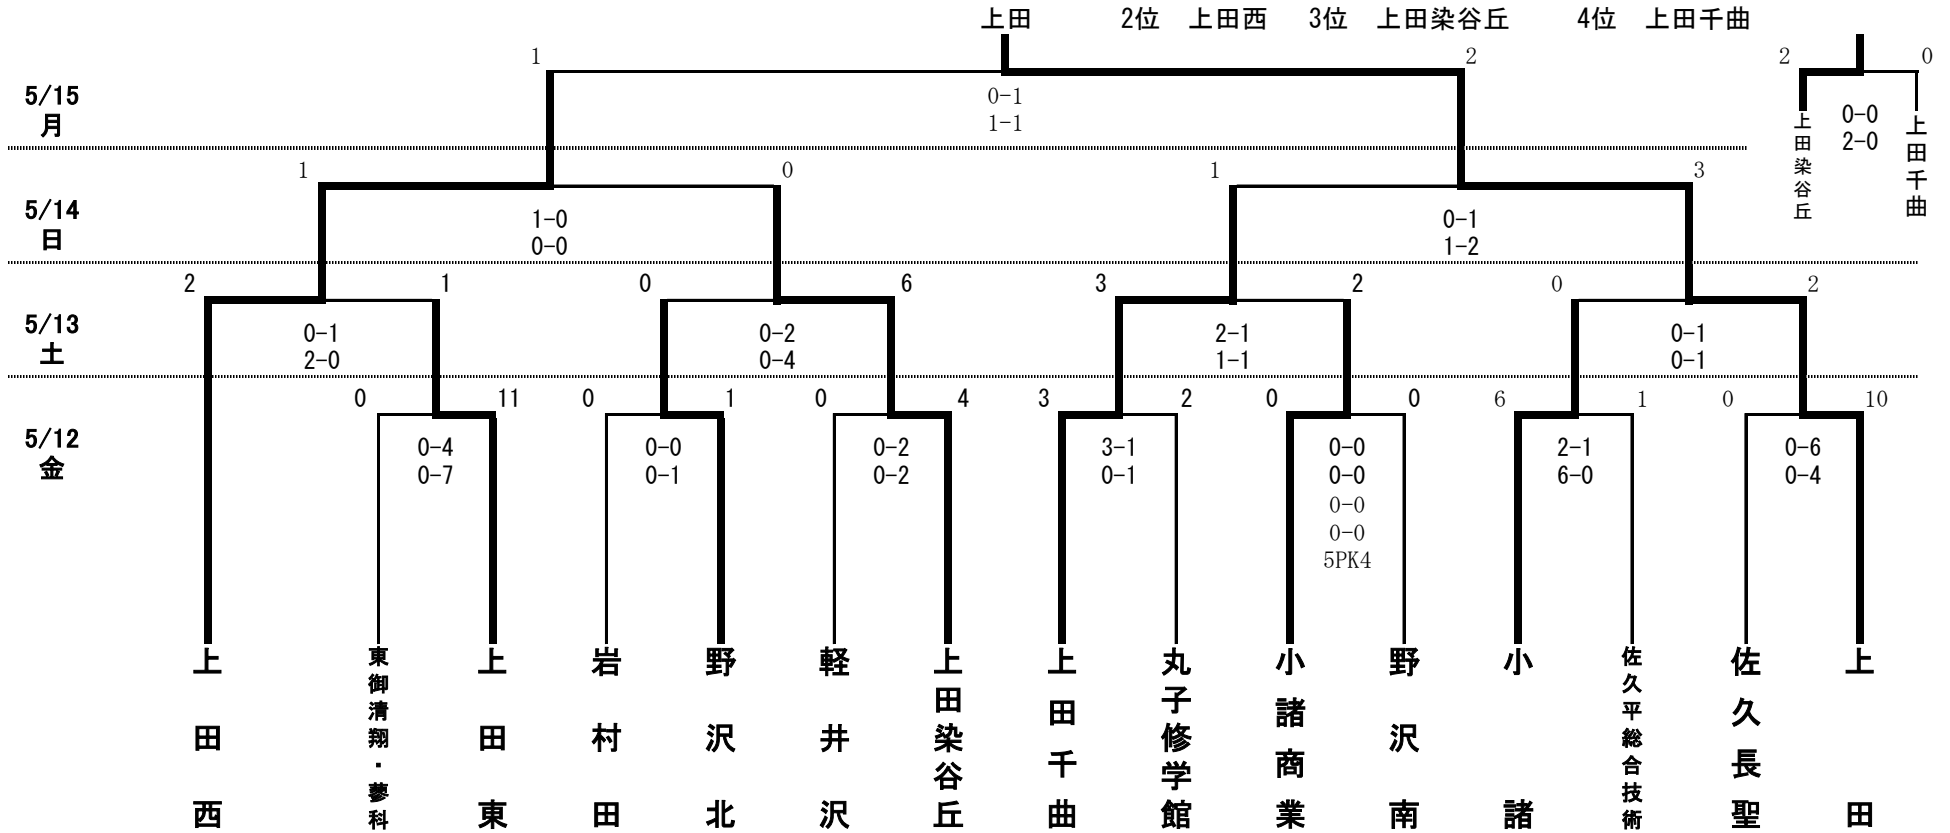 上田 2位 上田西 3位 上田染谷丘 4位 上田千曲
1 2 2 0
5/15
月
0-1
1-1
上田染谷丘
0-0
2-0
上田千曲
1 0 1 3
5/14
日
1-0
0-0
0-1
1-2
2 1 0 6 3 2 0 2
5/13
土
0-1
2-0
0-2
0-4
2-1
1-1
0-1
0-1
0 11 0 1 0 4 3 2 0 0 6 1 0 10
5/12
金
0-4
0-7
0-0
0-1
0-2
0-2
3-1
0-1
0-0
0-0
0-0
0-0
5PK4
2-1
6-0
0-6
0-4
上田西
東御清翔・蓼科
上田東
岩村田
野沢北
軽井沢
上田染谷丘
上田千曲
丸子修学館
小諸商業
野沢南
小諸
佐久平総合技術
佐久長聖
上田